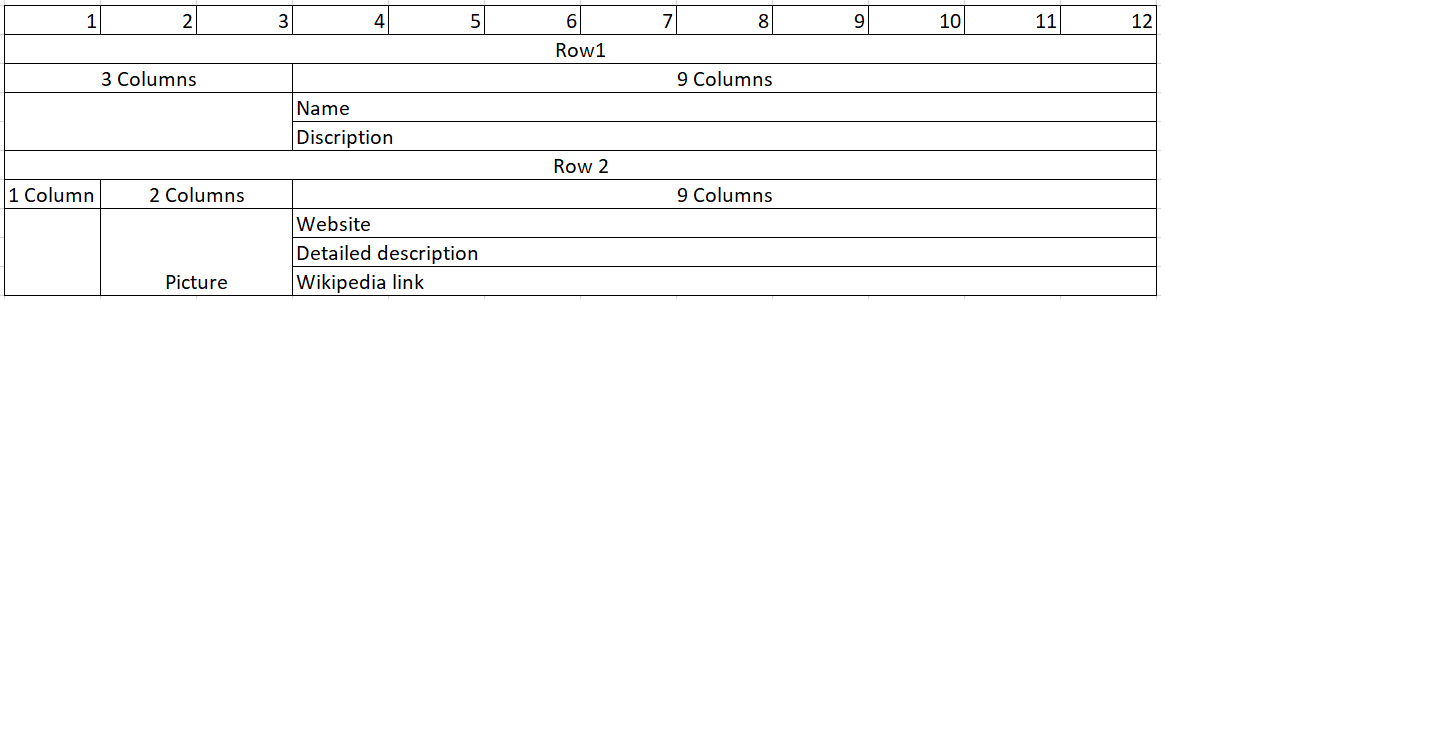 1 2 3 4 5 6 7 8 9 10 11 12
Row1
3 Columns 9 Columns
Name
Discription
Row 2
1 Column 2 Columns 9 Columns
Website
Detailed description
Picture Wikipedia link